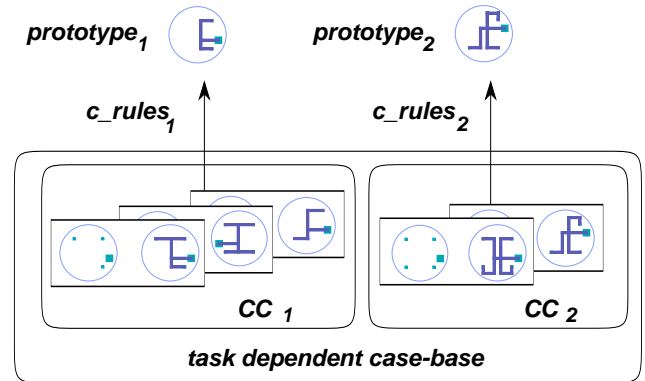 prototype1 prototype2
c_rules1 c_rules2
CC 1 CC 2
task dependent case-base